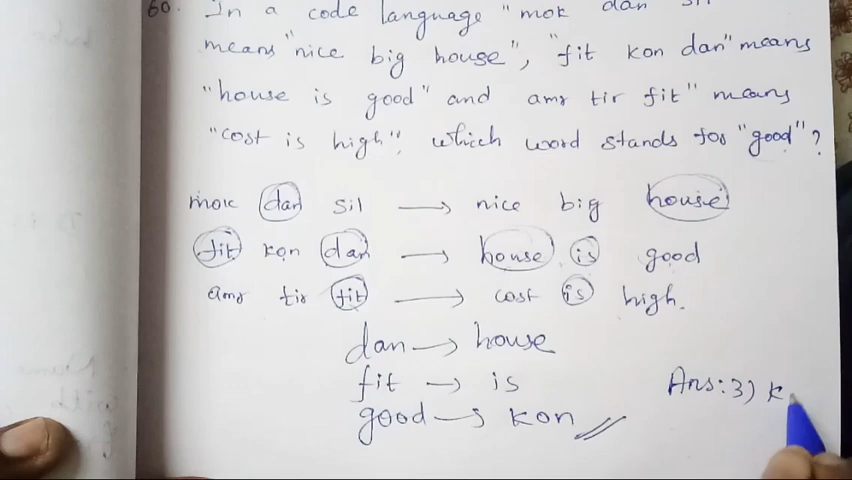 60. In a code language "mok dan sil
means "nice big house", "fit kon dan" means
"house is good" and amr tir fit" means
"cost is high". which word stands for "good"?
mok dan sil → nice big house
fit kon dan → house is good
amr tir fit → cost is high.
dan → house
fit → is
good → kon
Ans: 3) k